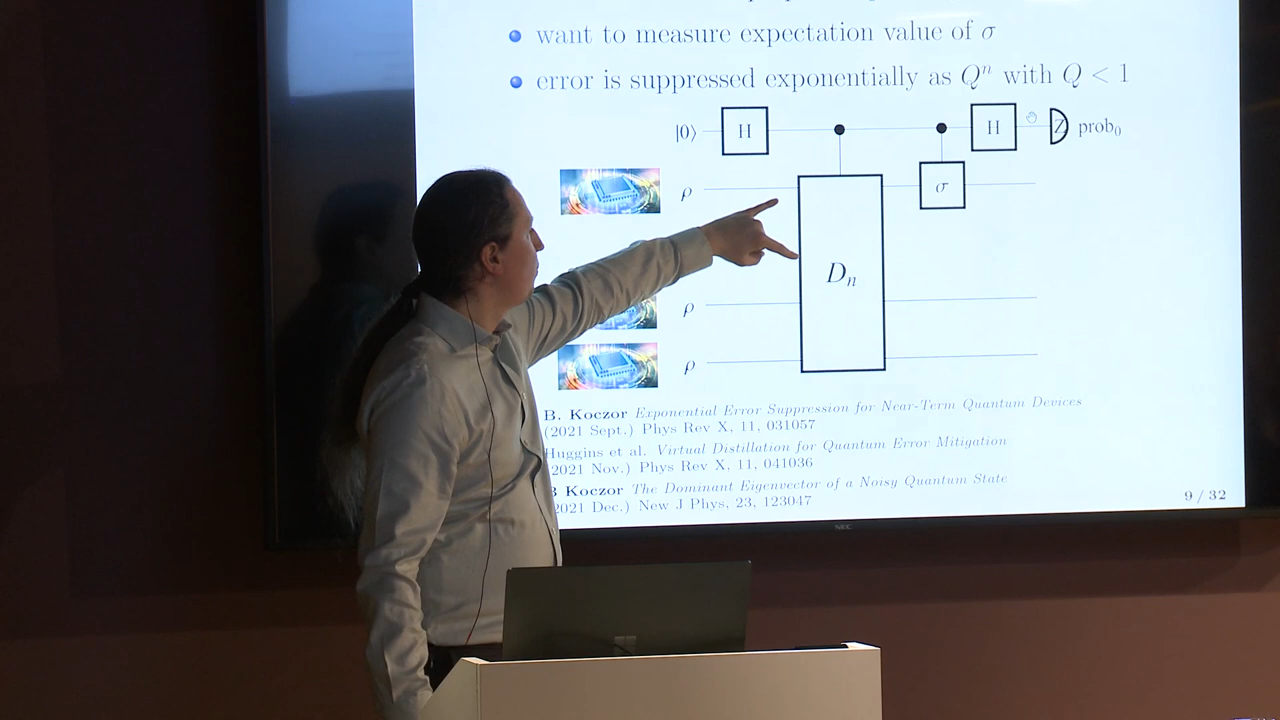 want to measure expectation value of σ
error is suppressed exponentially as Qⁿ with Q < 1
|0⟩ H H Z prob₀
ρ σ
Dₙ
ρ
ρ
B. Koczor Exponential Error Suppression for Near-Term Quantum Devices
(2021 Sept.) Phys Rev X, 11, 031057
Huggins et al. Virtual Distillation for Quantum Error Mitigation
2021 Nov.) Phys Rev X, 11, 041036
B Koczor The Dominant Eigenvector of a Noisy Quantum State
2021 Dec.) New J Phys, 23, 123047
9 / 32
NEC